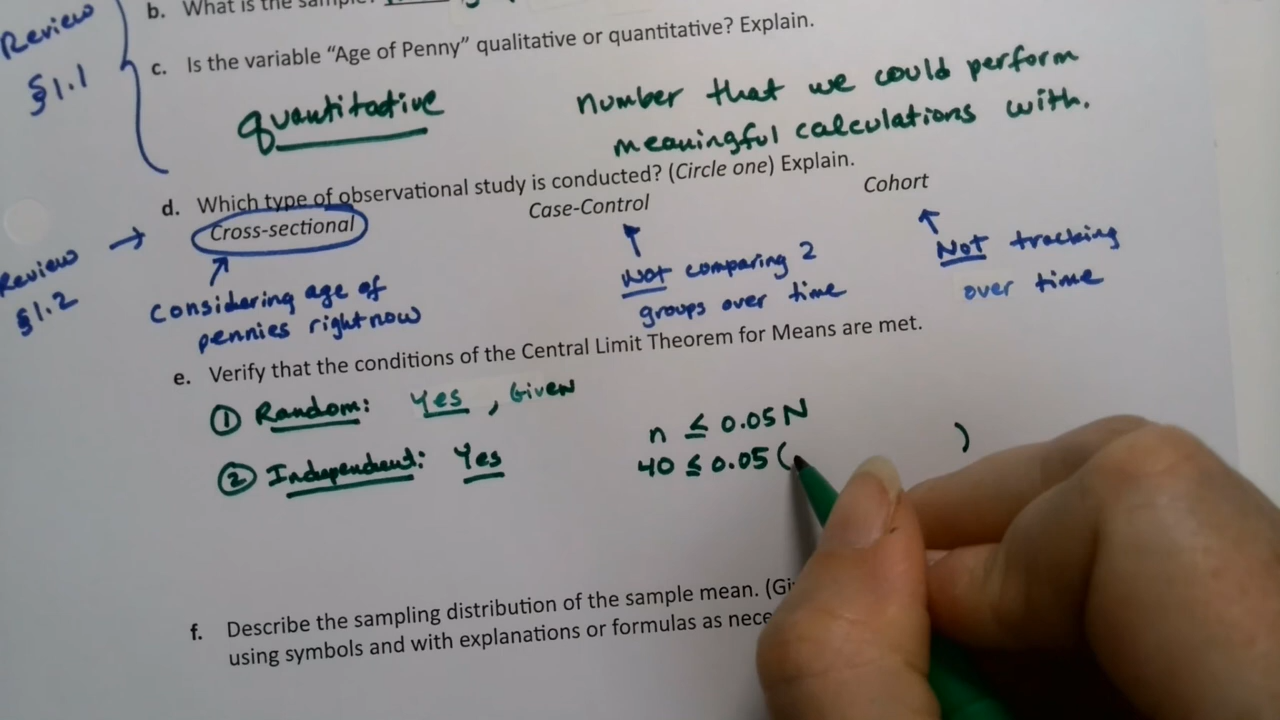 b. What is the sample?
Review
§1.1
c. Is the variable “Age of Penny” qualitative or quantitative? Explain.
quantitative
number that we could perform
meaningful calculations with.
d. Which type of observational study is conducted? (Circle one) Explain.
Cross-sectional Case-Control Cohort
Review →
§1.2
considering age of
pennies right now
Not comparing 2
groups over time
Not tracking
over time
e. Verify that the conditions of the Central Limit Theorem for Means are met.
① Random: Yes, Given
② Independent: Yes
n ≤ 0.05N
40 ≤ 0.05( )
f. Describe the sampling distribution of the sample mean.
using symbols and with explanations or formulas as